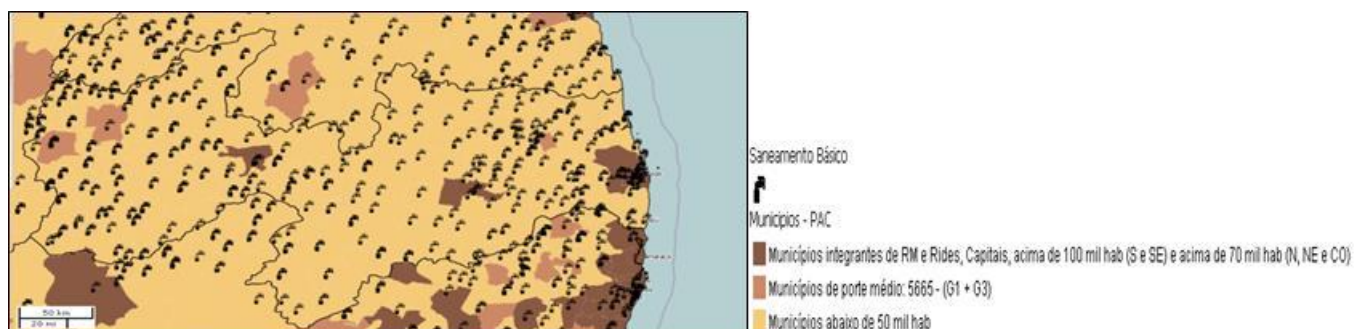 Saneamento Básico
Municípios - PAC
Municípios integrantes de RM e Rides, Capitais, acima de 100 mil hab (S e SE) e acima de 70 mil hab (N, NE e CO)
Municípios de porte médio: 5665 - (G1 + G3)
Municípios abaixo de 50 mil hab
50 km
20 mi